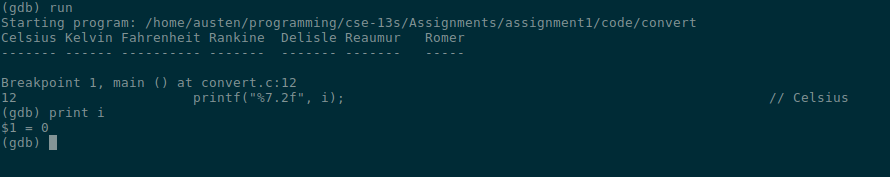 (gdb) run
Starting program: /home/austen/programming/cse-13s/Assignments/assignment1/code/convert
Celsius Kelvin Fahrenheit Rankine  Delisle Reaumur   Romer
------- ------ ---------- -------  ------- -------   -----
Breakpoint 1, main () at convert.c:12
12                      printf("%7.2f", i);                                                     // Celsius
(gdb) print i
$1 = 0
(gdb)